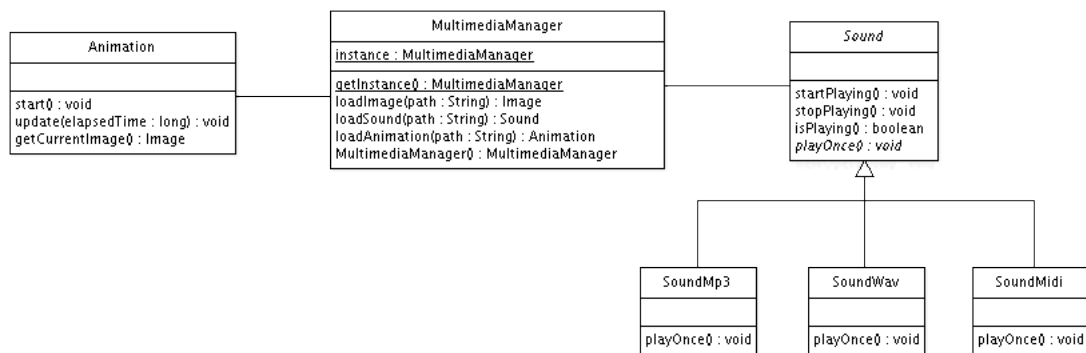 Animation
start() : void
update(elapsedTime : long) : void
getCurrentImage() : Image
MultimediaManager
instance : MultimediaManager
getInstance() : MultimediaManager
loadImage(path : String) : Image
loadSound(path : String) : Sound
loadAnimation(path : String) : Animation
MultimediaManager() : MultimediaManager
Sound
startPlaying() : void
stopPlaying() : void
isPlaying() : boolean
playOnce() : void
SoundMp3
playOnce() : void
SoundWav
playOnce() : void
SoundMidi
playOnce() : void